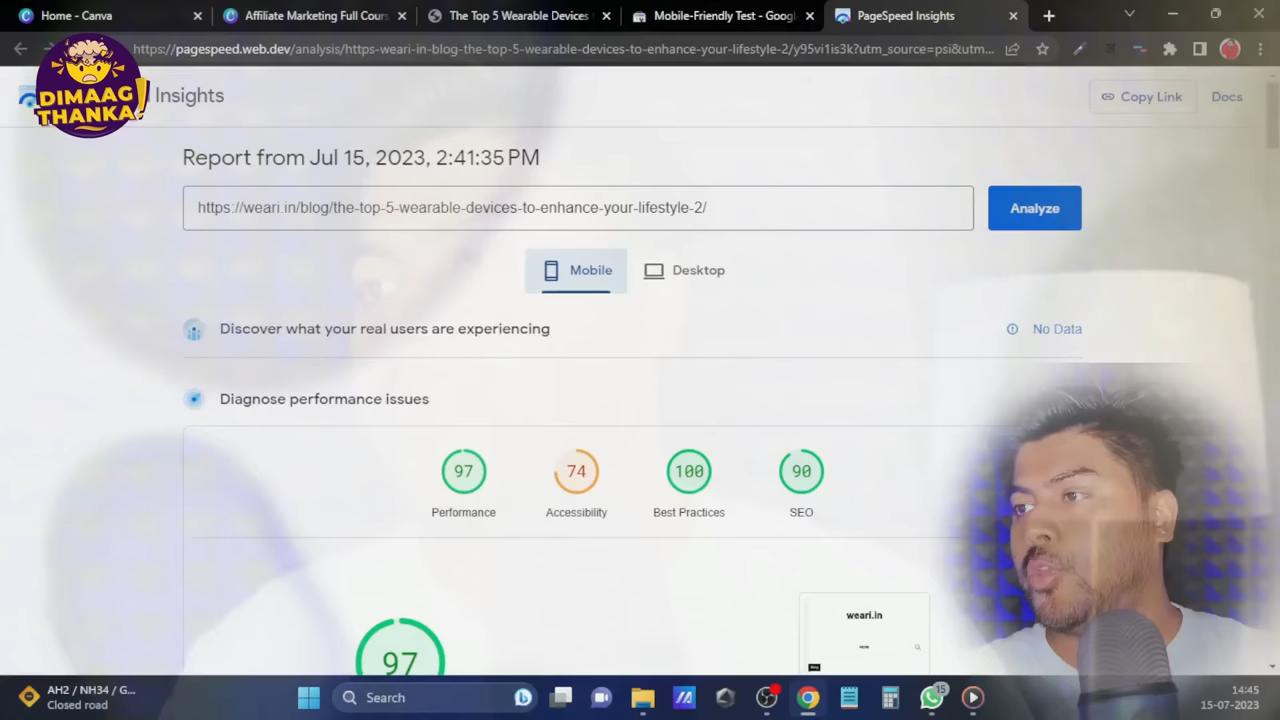 Home - Canva
Affiliate Marketing Full Cours
The Top 5 Wearable Devices
Mobile-Friendly Test - Googl
PageSpeed Insights
https://pagespeed.web.dev/analysis/https-weari-in-blog-the-top-5-wearable-devices-to-enhance-your-lifestyle-2/y95vi1is3k?utm_source=psi&utm...
DIMAAG
THANKA!
Insights
Copy Link
Docs
Report from Jul 15, 2023, 2:41:35 PM
https://weari.in/blog/the-top-5-wearable-devices-to-enhance-your-lifestyle-2/
Analyze
Mobile
Desktop
Discover what your real users are experiencing
No Data
Diagnose performance issues
97
74
100
90
Performance
Accessibility
Best Practices
SEO
97
weari.in
HOME
Blog
AH2 / NH34 / G...
Closed road
Search
15
14:45
15-07-2023